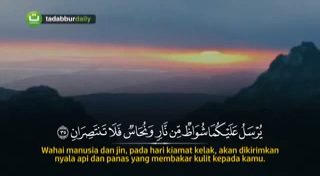 tadabburdaily
يُرْسَلُ عَلَيْكُمَا شُوَاظٌ مِّن نَّارٍ وَنُحَاسٌ فَلَا تَنتَصِرَانِ ٣٥
Wahai manusia dan jin, pada hari kiamat kelak, akan dikirimkan
nyala api dan panas yang membakar kulit kepada kamu.